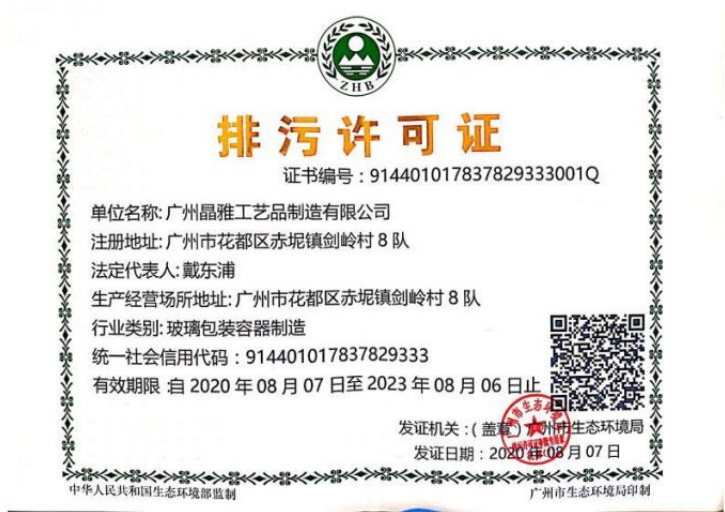 ZHB
排污许可证
证书编号：914401017837829333001Q
单位名称: 广州晶雅工艺品制造有限公司
注册地址: 广州市花都区赤坭镇剑岭村 8 队
法定代表人: 戴东浦
生产经营场所地址: 广州市花都区赤坭镇剑岭村 8 队
行业类别: 玻璃包装容器制造
统一社会信用代码：914401017837829333
有效期限 :自 2020 年 08 月 07 日至 2023 年 08 月 06 日止
发证机关：( 盖章 ) 广州市生态环境局
发证日期：2020 年 08 月 07 日
中华人民共和国生态环境部监制
广州市生态环境局印制